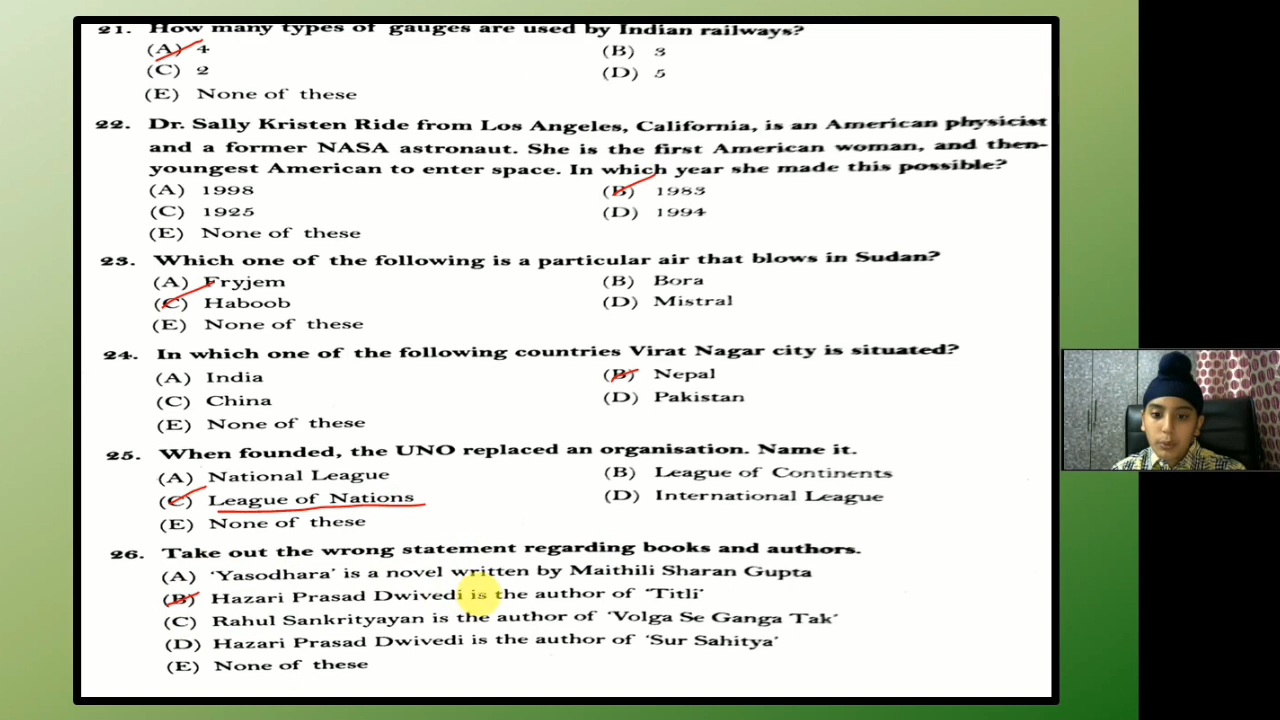 21. How many types of gauges are used by Indian railways?
(A) 4 (B) 3
(C) 2 (D) 5
(E) None of these
22. Dr. Sally Kristen Ride from Los Angeles, California, is an American physicist
and a former NASA astronaut. She is the first American woman, and then-
youngest American to enter space. In which year she made this possible?
(A) 1998 (B) 1983
(C) 1925 (D) 1994
(E) None of these
23. Which one of the following is a particular air that blows in Sudan?
(A) Fryjem (B) Bora
(C) Haboob (D) Mistral
(E) None of these
24. In which one of the following countries Virat Nagar city is situated?
(A) India (B) Nepal
(C) China (D) Pakistan
(E) None of these
25. When founded, the UNO replaced an organisation. Name it.
(A) National League (B) League of Continents
(C) League of Nations (D) International League
(E) None of these
26. Take out the wrong statement regarding books and authors.
(A) 'Yasodhara' is a novel written by Maithili Sharan Gupta
(B) Hazari Prasad Dwivedi is the author of 'Titli'
(C) Rahul Sankrityayan is the author of 'Volga Se Ganga Tak'
(D) Hazari Prasad Dwivedi is the author of 'Sur Sahitya'
(E) None of these